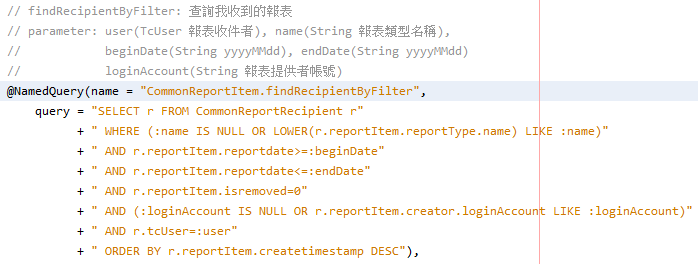 // findRecipientByFilter: 查詢我收到的報表
// parameter: user(TcUser 報表收件者), name(String 報表類型名稱),
//            beginDate(String yyyyMMdd), endDate(String yyyyMMdd)
//            loginAccount(String 報表提供者帳號)
@NamedQuery(name = "CommonReportItem.findRecipientByFilter",
    query = "SELECT r FROM CommonReportRecipient r"
          + " WHERE (:name IS NULL OR LOWER(r.reportItem.reportType.name) LIKE :name)"
          + " AND r.reportItem.reportdate>=:beginDate"
          + " AND r.reportItem.reportdate<=:endDate"
          + " AND r.reportItem.isremoved=0"
          + " AND (:loginAccount IS NULL OR r.reportItem.creator.loginAccount LIKE :loginAccount)"
          + " AND r.tcUser=:user"
          + " ORDER BY r.reportItem.createtimestamp DESC"),